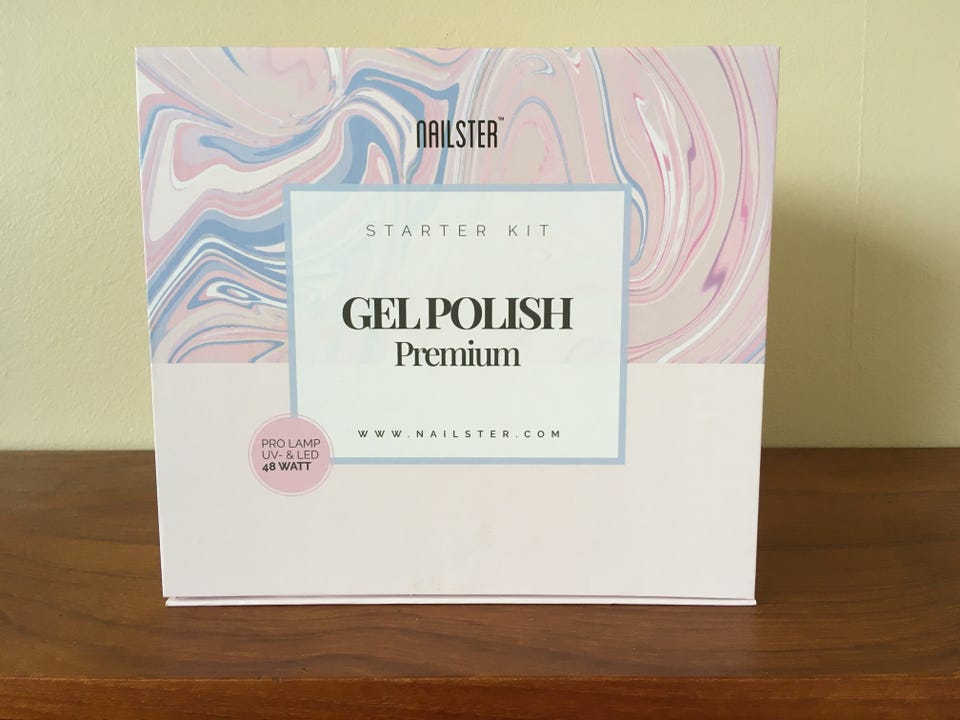 NAILSTER™
STARTER KIT
GEL POLISH
Premium
WWW.NAILSTER.COM
PRO LAMP
UV- & LED
48 WATT